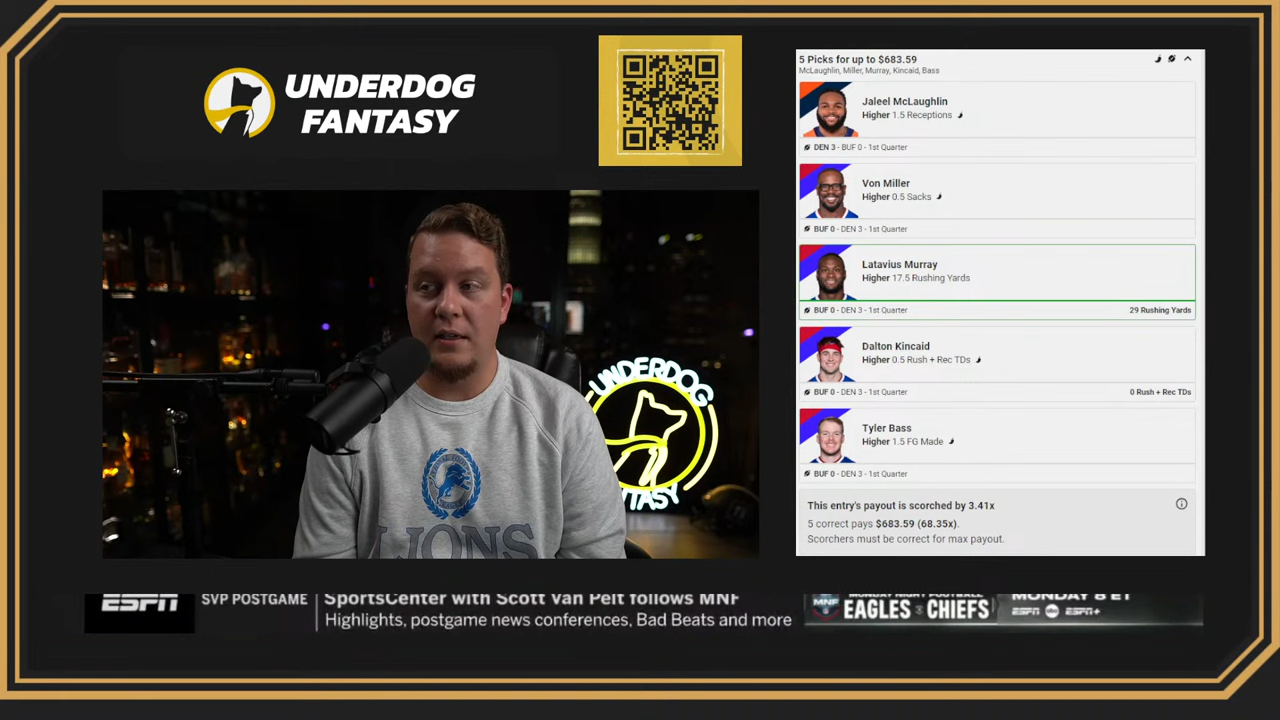 UNDERDOG
FANTASY
5 Picks for up to $683.59
McLaughlin, Miller, Murray, Kincaid, Bass
Jaleel McLaughlin
Higher 1.5 Receptions
DEN 3 - BUF 0 - 1st Quarter
Von Miller
Higher 0.5 Sacks
BUF 0 - DEN 3 - 1st Quarter
Latavius Murray
Higher 17.5 Rushing Yards
BUF 0 - DEN 3 - 1st Quarter 29 Rushing Yards
Dalton Kincaid
Higher 0.5 Rush + Rec TDs
BUF 0 - DEN 3 - 1st Quarter 0 Rush + Rec TDs
Tyler Bass
Higher 1.5 FG Made
BUF 0 - DEN 3 - 1st Quarter
This entry's payout is scorched by 3.41x
5 correct pays $683.59 (68.35x).
Scorchers must be correct for max payout.
UNDERDOG
FANTASY
LIONS
ESPN SVP POSTGAME SportsCenter with Scott Van Pelt follows MNF
Highlights, postgame news conferences, Bad Beats and more
MNF MONDAY NIGHT FOOTBALL MONDAY 8 ET
EAGLES CHIEFS ESPN abc ESPN+